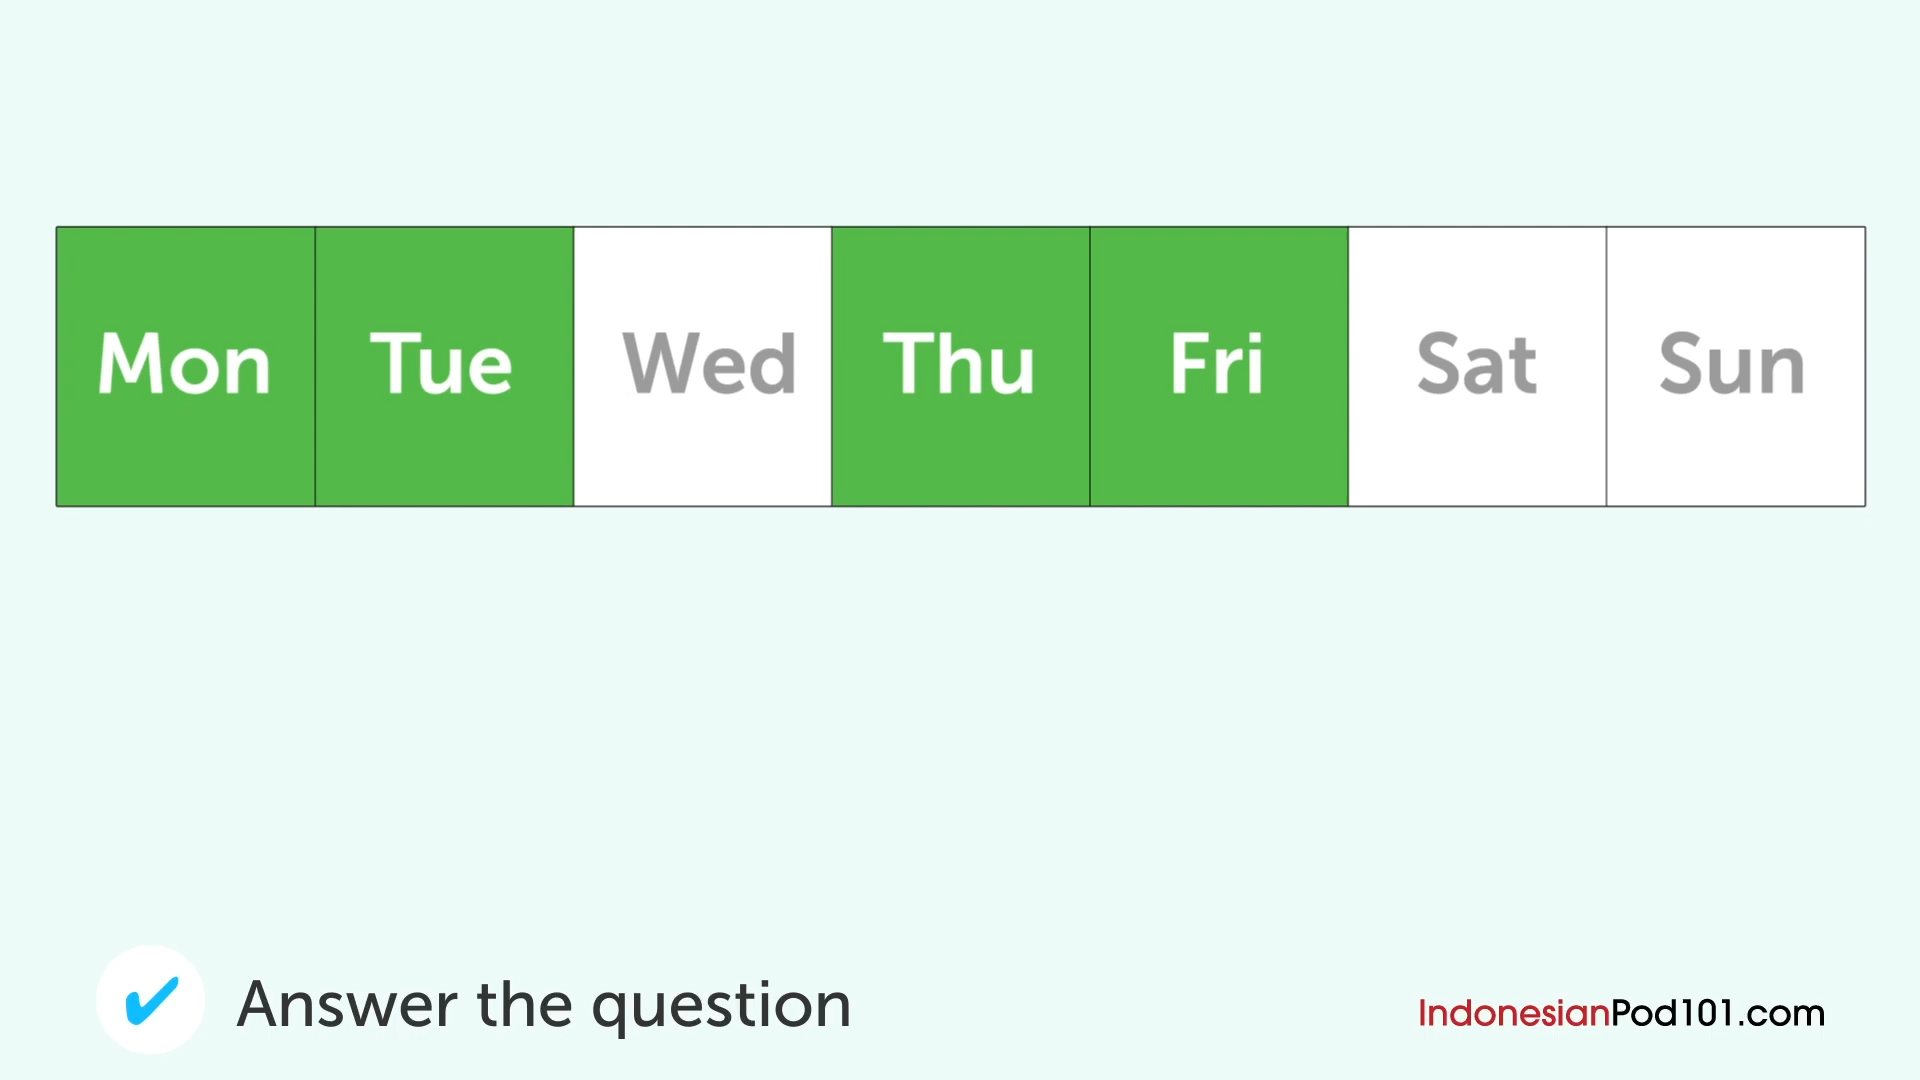 Mon Tue Wed Thu Fri Sat Sun
Answer the question
IndonesianPod101.com